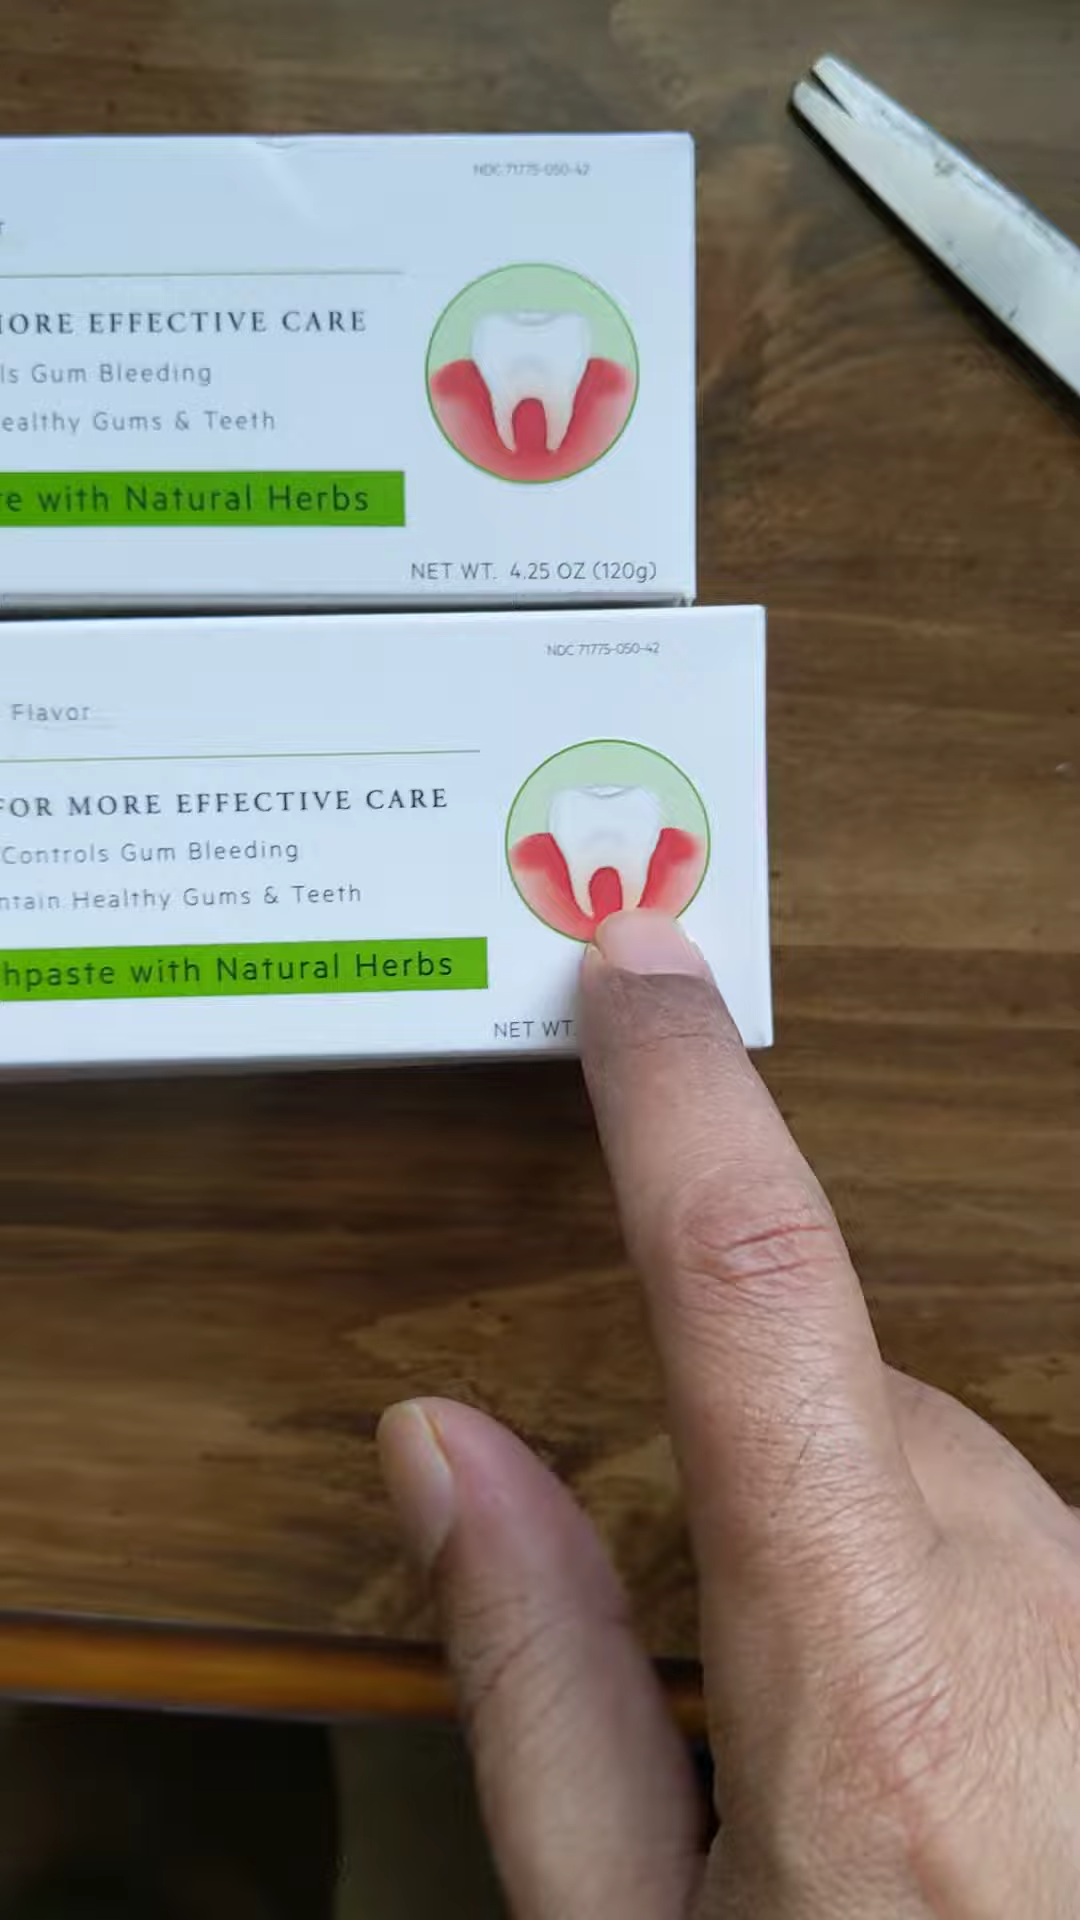 NDC 71775-050-42
MORE EFFECTIVE CARE
ls Gum Bleeding
ealthy Gums & Teeth
re with Natural Herbs
NET WT. 4.25 OZ (120g)
NDC 71775-050-42
Flavor
FOR MORE EFFECTIVE CARE
Controls Gum Bleeding
ntain Healthy Gums & Teeth
hpaste with Natural Herbs
NET WT.